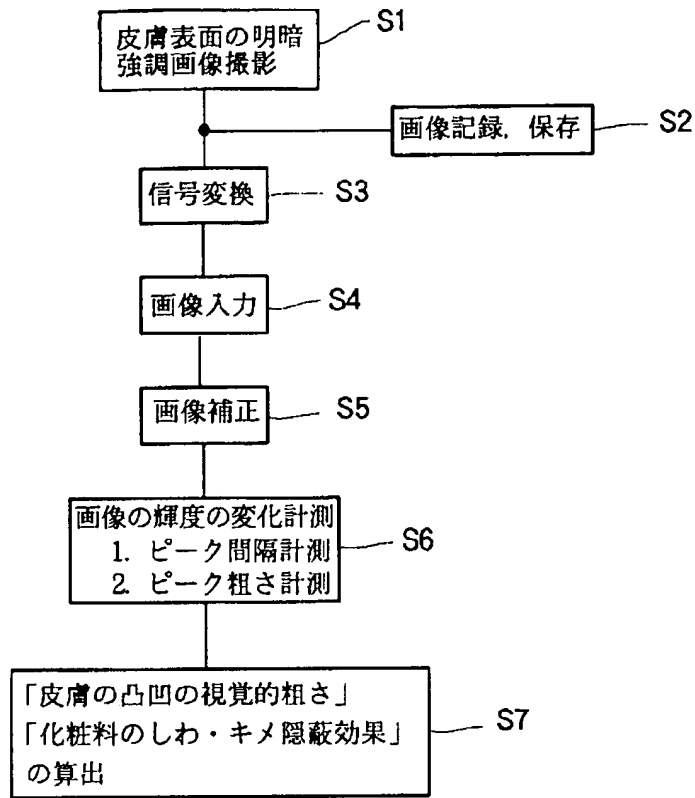 皮膚表面の明暗
強調画像撮影
S1
画像記録，保存
S2
信号変換
S3
画像入力
S4
画像補正
S5
画像の輝度の変化計測
1. ピーク間隔計測
2. ピーク粗さ計測
S6
「皮膚の凸凹の視覚的粗さ」
「化粧料のしわ・キメ隠蔽効果」
の算出
S7